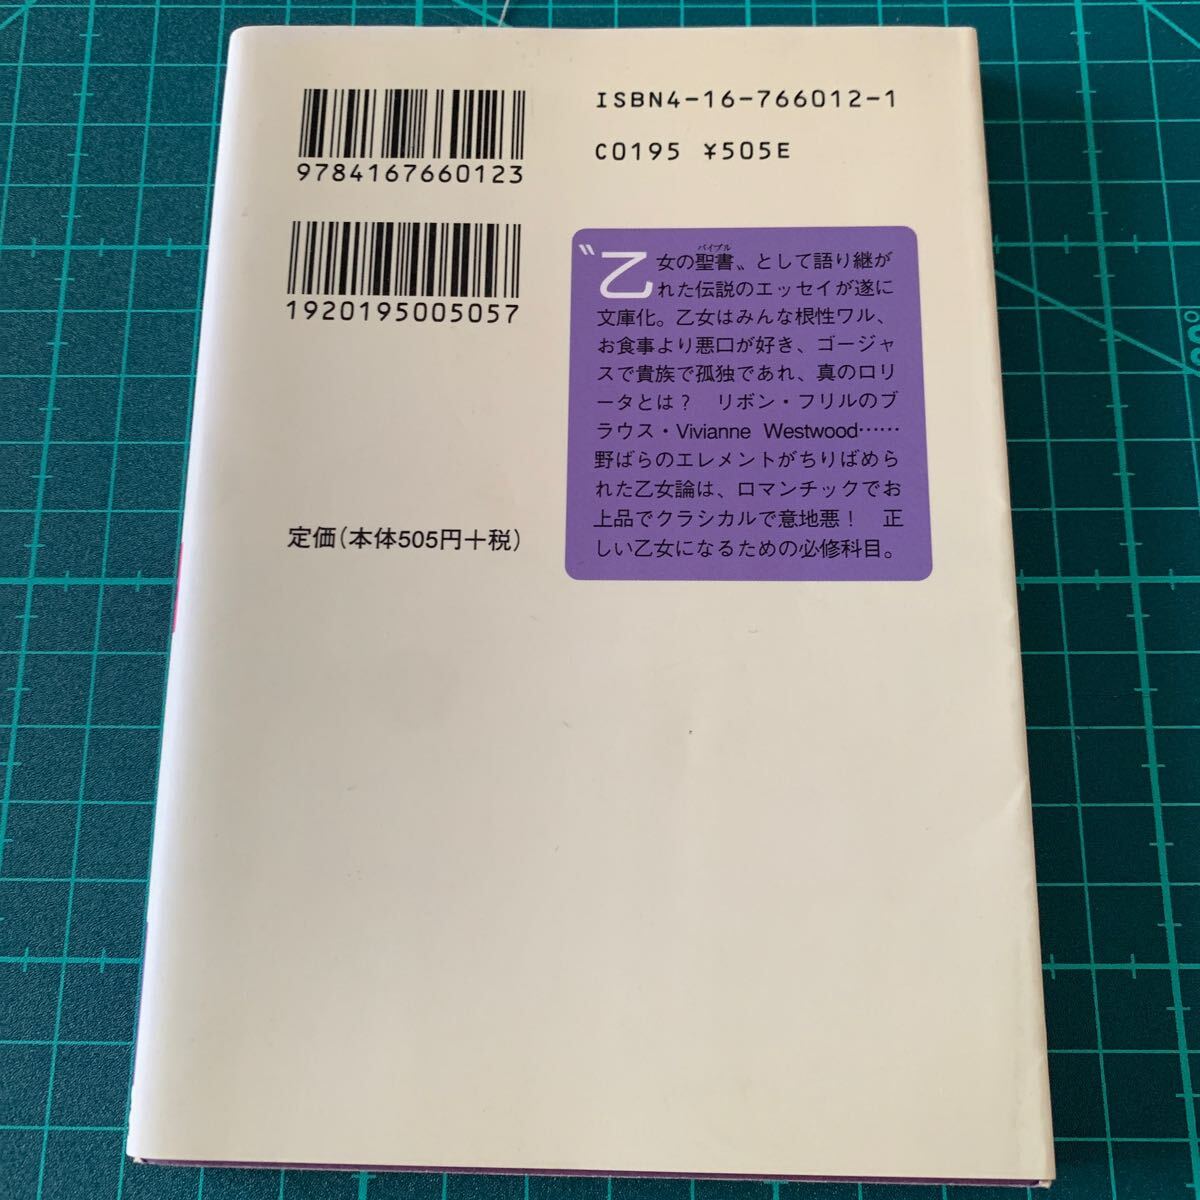 ISBN4-16-766012-1
C0195 ¥505E
9784167660123
1920195005057
定価(本体505円+税)
〝乙女の聖書〟として語り継が
バイブル
れた伝説のエッセイが遂に
文庫化。乙女はみんな根性ワル、
お食事より悪口が好き、ゴージャ
スで貴族で孤独であれ、真のロリ
ータとは？　リボン・フリルのブ
ラウス・Vivianne Westwood……
野ばらのエレメントがちりばめら
れた乙女論は、ロマンチックでお
上品でクラシカルで意地悪！　正
しい乙女になるための必修科目。